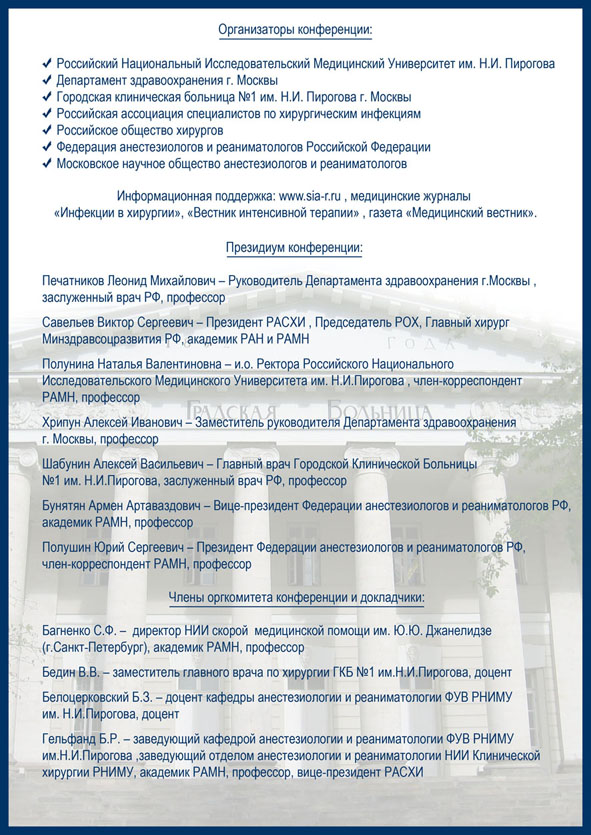 Организаторы конференции:
✔ Российский Национальный Исследовательский Медицинский Университет им. Н.И. Пирогова
✔ Департамент здравоохранения г. Москвы
✔ Городская клиническая больница №1 им. Н.И. Пирогова г. Москвы
✔ Российская ассоциация специалистов по хирургическим инфекциям
✔ Российское общество хирургов
✔ Федерация анестезиологов и реаниматологов Российской Федерации
✔ Московское научное общество анестезиологов и реаниматологов
Информационная поддержка: www.sia-r.ru , медицинские журналы
«Инфекции в хирургии», «Вестник интенсивной терапии» , газета «Медицинский вестник».
Президиум конференции:
Печатников Леонид Михайлович – Руководитель Департамента здравоохранения г.Москвы ,
заслуженный врач РФ, профессор
Савельев Виктор Сергеевич – Президент РАСХИ , Председатель РОХ, Главный хирург
Минздравсоцразвития РФ, академик РАН и РАМН
ГОДА
Полунина Наталья Валентиновна – и.о. Ректора Российского Национального
Исследовательского Медицинского Университета им. Н.И.Пирогова , член-корреспондент
РАМН, профессор
Градская Больница
Хрипун Алексей Иванович – Заместитель руководителя Департамента здравоохранения
г. Москвы, профессор
Шабунин Алексей Васильевич – Главный врач Городской Клинической Больницы
№1 им. Н.И.Пирогова, заслуженный врач РФ, профессор
Бунятян Армен Артаваздович – Вице-президент Федерации анестезиологов и реаниматологов РФ,
академик РАМН, профессор
Полушин Юрий Сергеевич – Президент Федерации анестезиологов и реаниматологов РФ,
член-корреспондент РАМН, профессор
Члены оргкомитета конференции и докладчики:
Багненко С.Ф. – директор НИИ скорой медицинской помощи им. Ю.Ю. Джанелидзе
(г.Санкт-Петербург), академик РАМН, профессор
Бедин В.В. – заместитель главного врача по хирургии ГКБ №1 им.Н.И.Пирогова, доцент
Белоцерковский Б.З. – доцент кафедры анестезиологии и реаниматологии ФУВ РНИМУ
им. Н.И.Пирогова, доцент
Гельфанд Б.Р. – заведующий кафедрой анестезиологии и реаниматологии ФУВ РНИМУ
им.Н.И.Пирогова ,заведующий отделом анестезиологии и реаниматологии НИИ Клинической
хирургии РНИМУ, академик РАМН, профессор, вице-президент РАСХИ